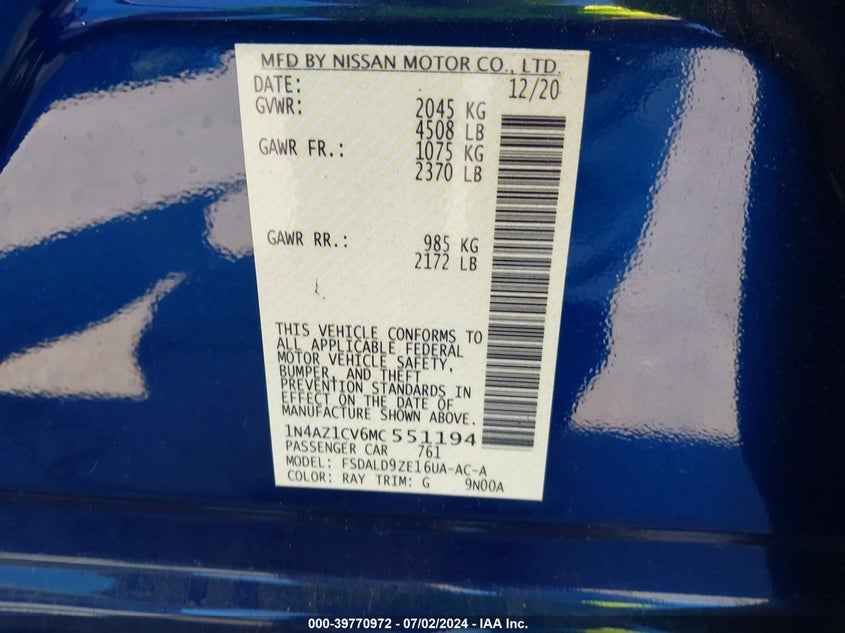 MFD BY NISSAN MOTOR CO., LTD.
DATE: 12/20
GVWR: 2045 KG
4508 LB
GAWR FR.: 1075 KG
2370 LB
GAWR RR.: 985 KG
2172 LB
THIS VEHICLE CONFORMS TO
ALL APPLICABLE FEDERAL
MOTOR VEHICLE SAFETY,
BUMPER, AND THEFT
PREVENTION STANDARDS IN
EFFECT ON THE DATE OF
MANUFACTURE SHOWN ABOVE.
1N4AZ1CV6MC 551194
PASSENGER CAR 761
MODEL: FSDALD9ZE16UA-AC-A
COLOR: RAY TRIM: G 9N00A
000-39770972 / 07/02/2024 - IAA Inc.